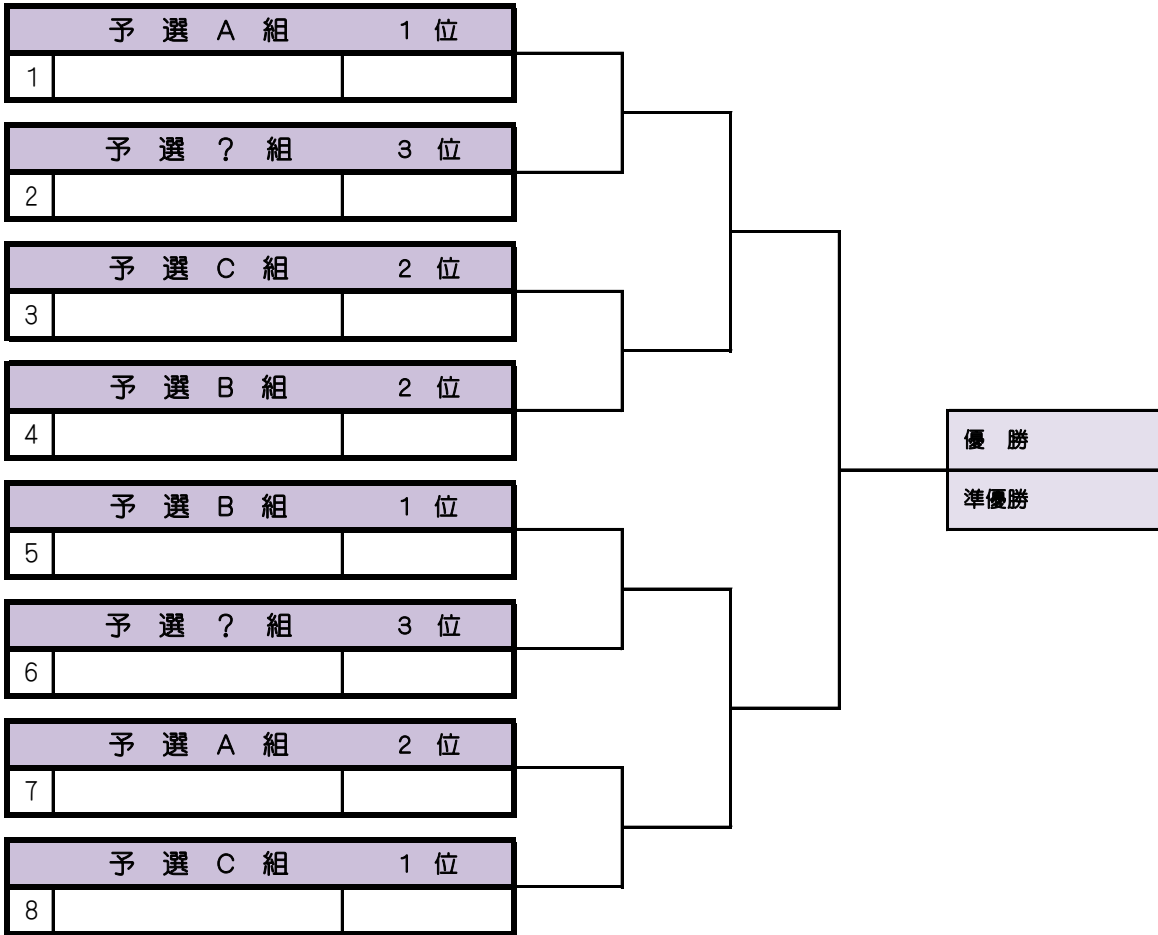 予 選 A 組 1 位
1
予 選 ? 組 3 位
2
予 選 C 組 2 位
3
予 選 B 組 2 位
4
予 選 B 組 1 位
5
予 選 ? 組 3 位
6
予 選 A 組 2 位
7
予 選 C 組 1 位
8
優 勝
準優勝